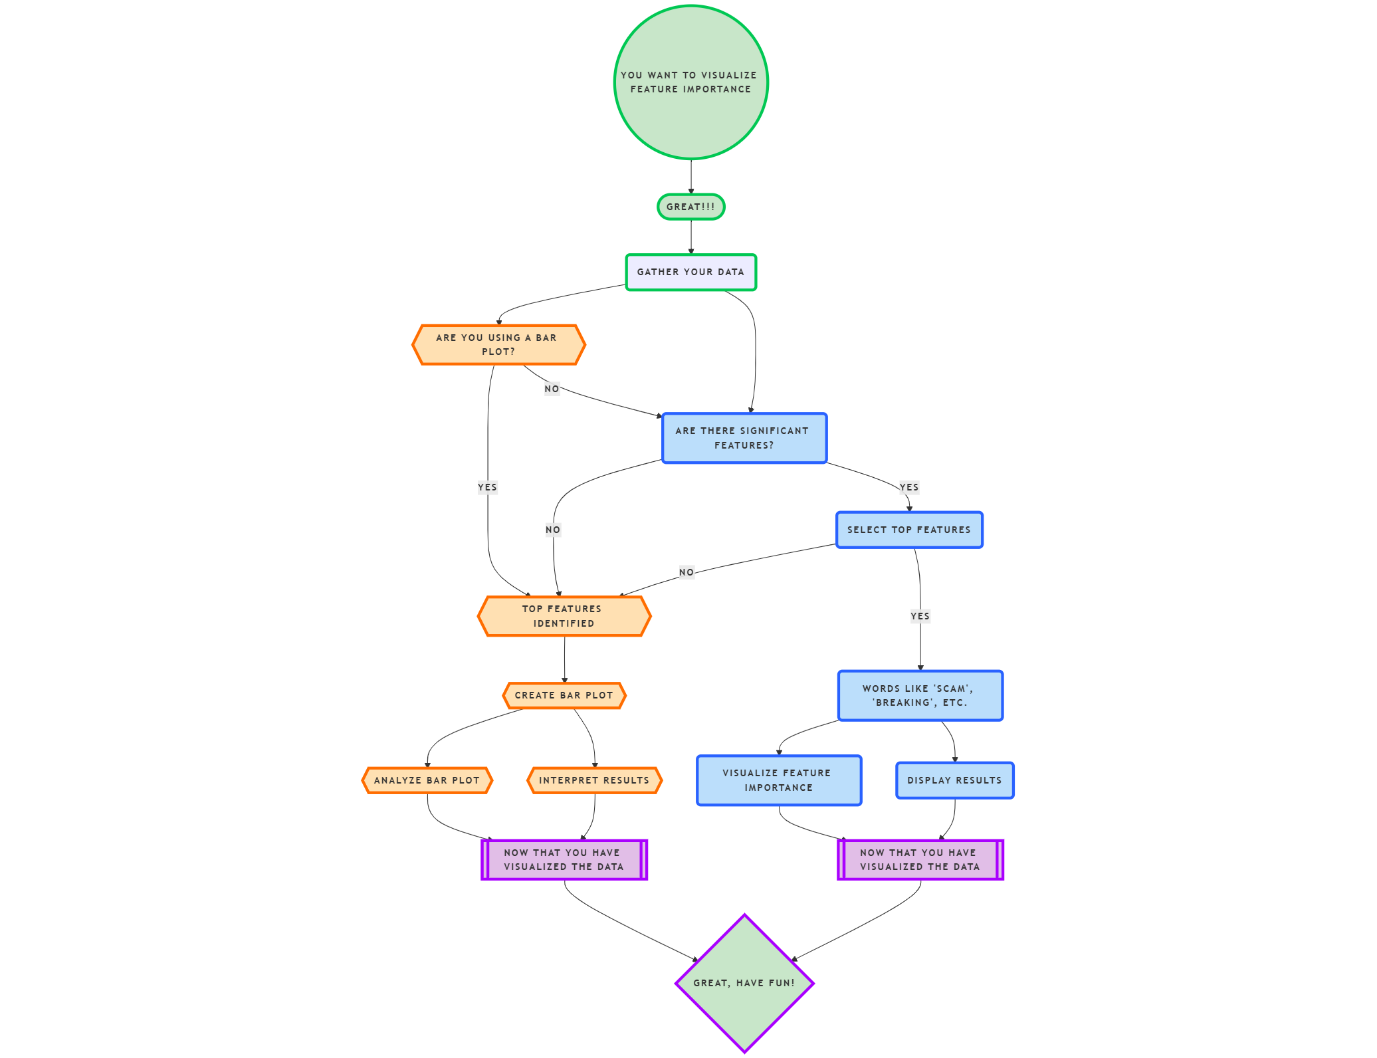 YOU WANT TO VISUALIZE
FEATURE IMPORTANCE
GREAT!!!
GATHER YOUR DATA
ARE YOU USING A BAR
PLOT?
NO
ARE THERE SIGNIFICANT
FEATURES?
YES
YES
NO
SELECT TOP FEATURES
NO
TOP FEATURES
IDENTIFIED
YES
CREATE BAR PLOT
WORDS LIKE 'SCAM',
'BREAKING', ETC.
ANALYZE BAR PLOT
INTERPRET RESULTS
VISUALIZE FEATURE
IMPORTANCE
DISPLAY RESULTS
NOW THAT YOU HAVE
VISUALIZED THE DATA
NOW THAT YOU HAVE
VISUALIZED THE DATA
GREAT, HAVE FUN!